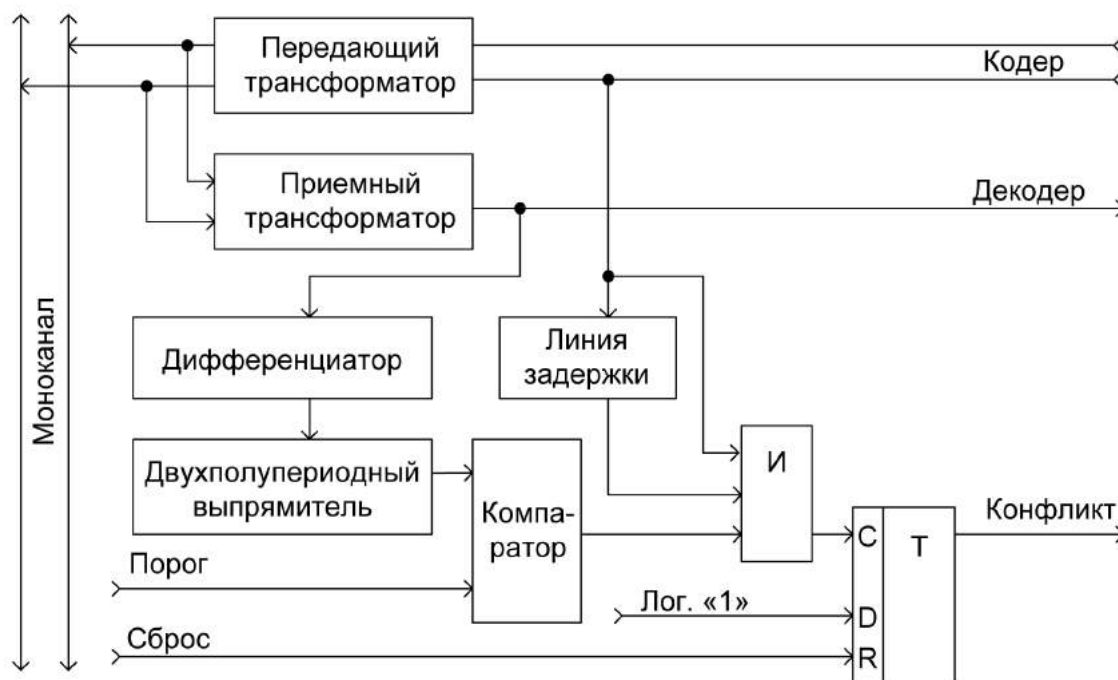 Передающий
трансформатор
Кодер
Приемный
трансформатор
Декодер
Моноканал
Дифференциатор
Линия
задержки
Двухполупериодный
выпрямитель
Компа-
ратор
И
Порог
Лог. «1»
Сброс
C
D
R
Т
Конфликт